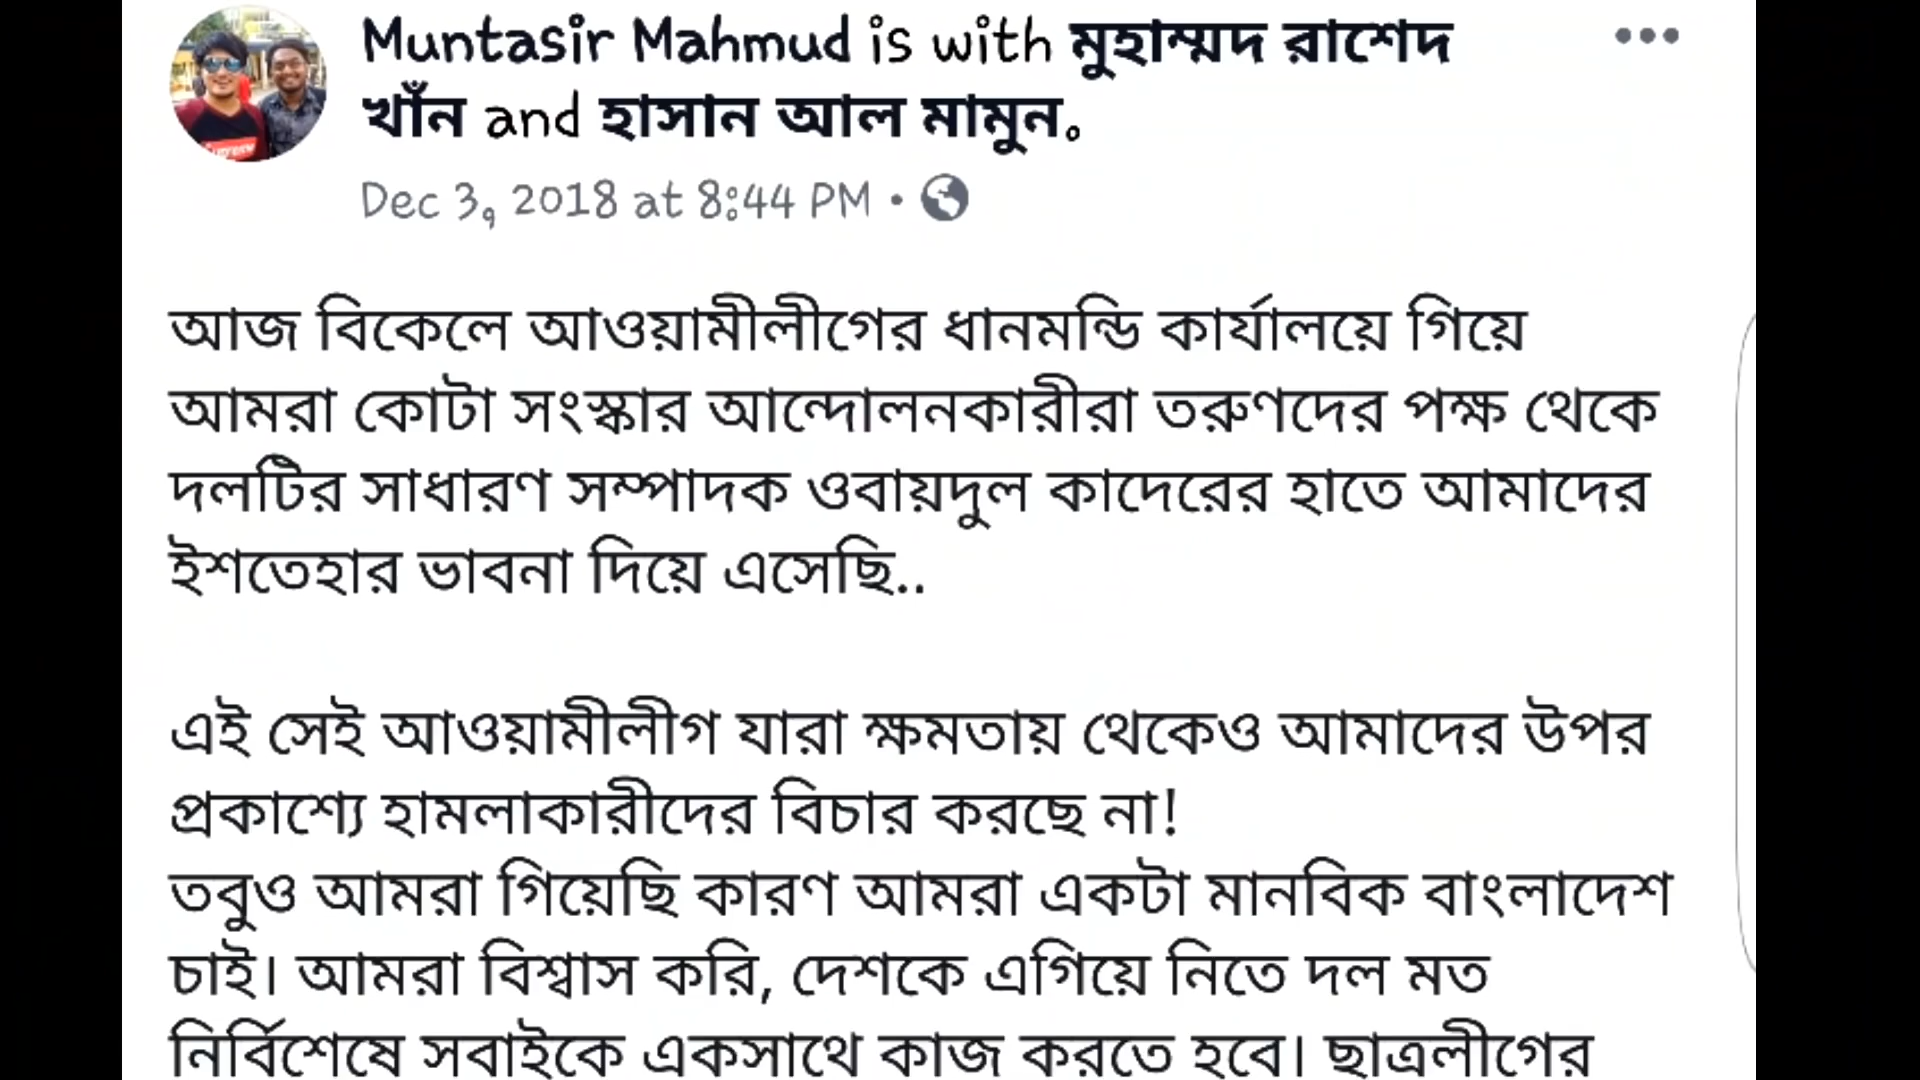 Muntasir Mahmud is with মুহাম্মদ রাশেদ
খাঁন and হাসান আল মামুন.
Dec 3, 2018 at 8:44 PM •
আজ বিকেলে আওয়ামীলীগের ধানমন্ডি কার্যালয়ে গিয়ে
আমরা কোটা সংস্কার আন্দোলনকারীরা তরুণদের পক্ষ থেকে
দলটির সাধারণ সম্পাদক ওবায়দুল কাদেরের হাতে আমাদের
ইশতেহার ভাবনা দিয়ে এসেছি..
এই সেই আওয়ামীলীগ যারা ক্ষমতায় থেকেও আমাদের উপর
প্রকাশ্যে হামলাকারীদের বিচার করছে না!
তবুও আমরা গিয়েছি কারণ আমরা একটা মানবিক বাংলাদেশ
চাই। আমরা বিশ্বাস করি, দেশকে এগিয়ে নিতে দল মত
নির্বিশেষে সবাইকে একসাথে কাজ করতে হবে। ছাত্রলীগের